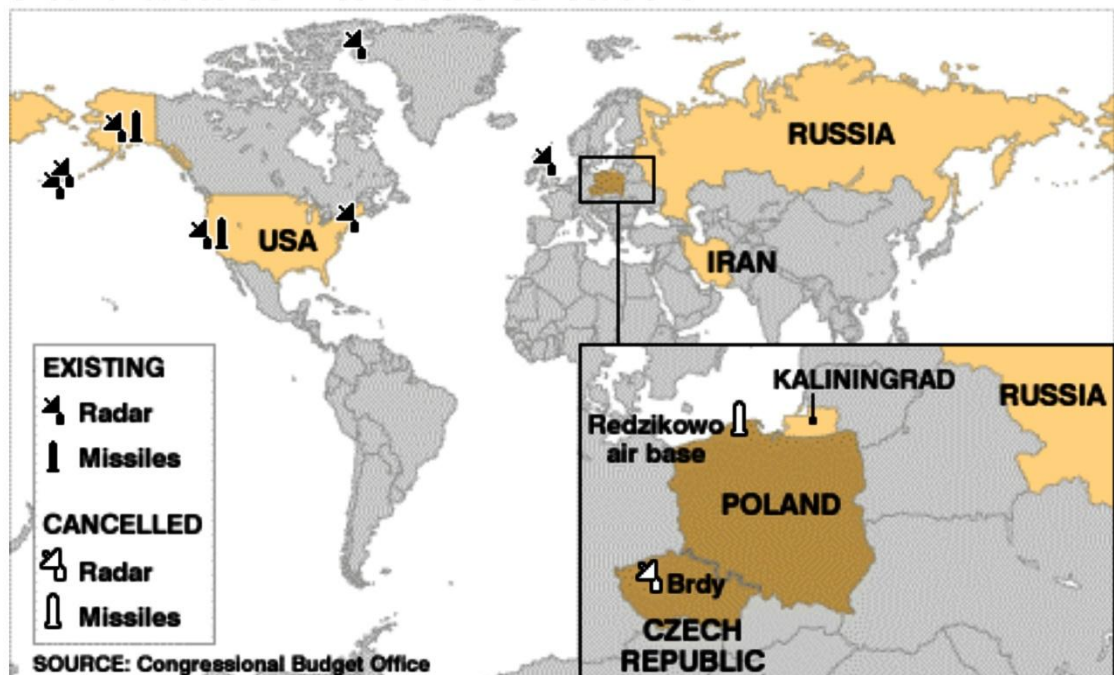 RUSSIA
USA
IRAN
EXISTING
Radar
Missiles
CANCELLED
Radar
Missiles
SOURCE: Congressional Budget Office
KALININGRAD
RUSSIA
Redzikowo
air base
POLAND
Brdy
CZECH
REPUBLIC